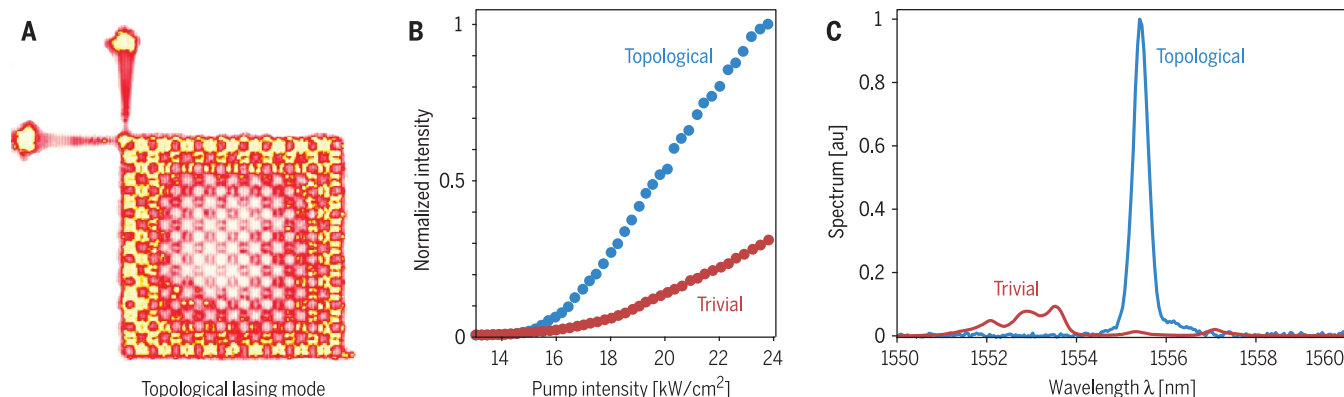 A
Topological lasing mode
B
Normalized intensity
1
0.5
0
Topological
Trivial
14 16 18 20 22 24
Pump intensity [kW/cm2]
C
Spectrum [au]
1
0.8
0.6
0.4
0.2
0
Topological
Trivial
1550 1552 1554 1556 1558 1560
Wavelength λ [nm]